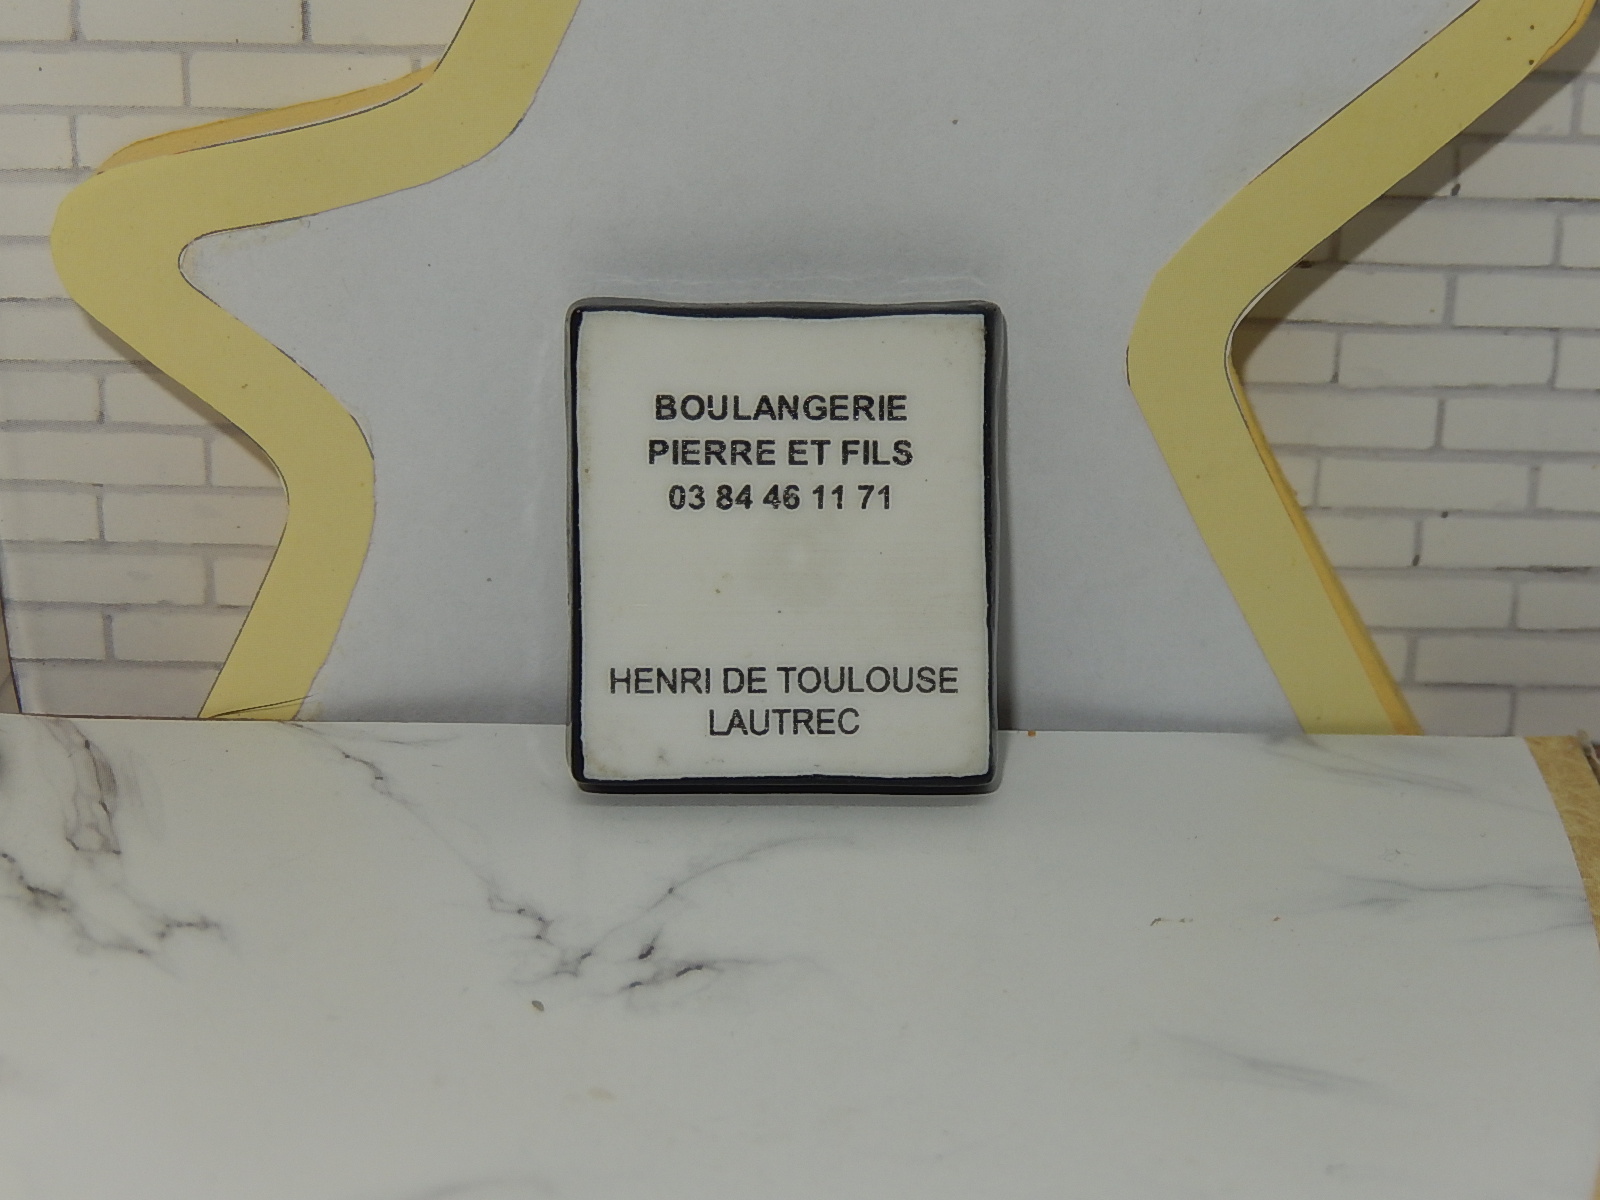 BOULANGERIE
PIERRE ET FILS
03 84 46 11 71
HENRI DE TOULOUSE
LAUTREC